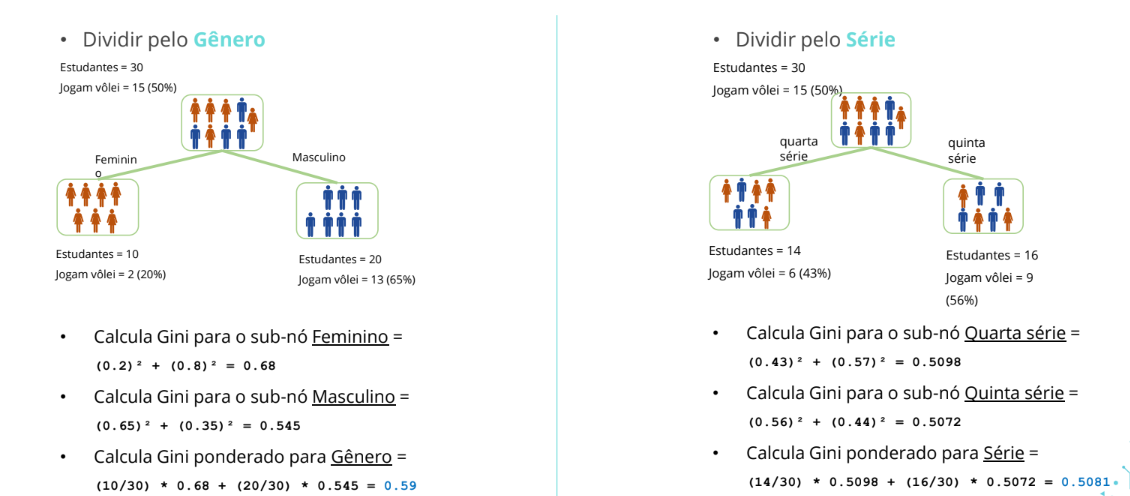 • Dividir pelo Gênero
Estudantes = 30
Jogam vôlei = 15 (50%)
Feminin
o
Masculino
Estudantes = 10
Jogam vôlei = 2 (20%)
Estudantes = 20
Jogam vôlei = 13 (65%)
• Calcula Gini para o sub-nó Feminino =
(0.2)² + (0.8)² = 0.68
• Calcula Gini para o sub-nó Masculino =
(0.65)² + (0.35)² = 0.545
• Calcula Gini ponderado para Gênero =
(10/30) * 0.68 + (20/30) * 0.545 = 0.59
• Dividir pelo Série
Estudantes = 30
Jogam vôlei = 15 (50%)
quarta
série
quinta
série
Estudantes = 14
Jogam vôlei = 6 (43%)
Estudantes = 16
Jogam vôlei = 9
(56%)
• Calcula Gini para o sub-nó Quarta série =
(0.43)² + (0.57)² = 0.5098
• Calcula Gini para o sub-nó Quinta série =
(0.56)² + (0.44)² = 0.5072
• Calcula Gini ponderado para Série =
(14/30) * 0.5098 + (16/30) * 0.5072 = 0.5081